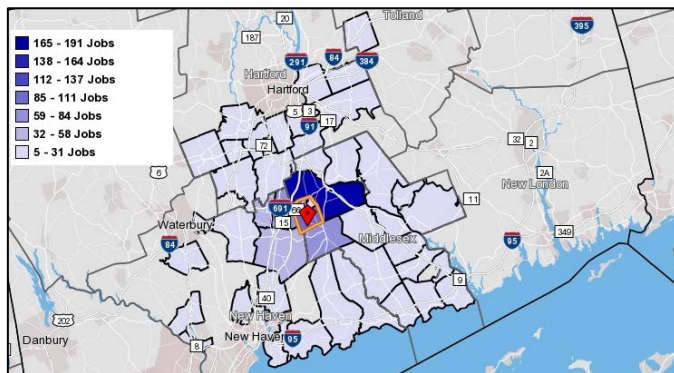 165 - 191 Jobs
138 - 164 Jobs
112 - 137 Jobs
85 - 111 Jobs
59 - 84 Jobs
32 - 58 Jobs
5 - 31 Jobs
20
Tolland
395
187
291
84
384
Hartford
Hartford
5
3
17
91
72
32
2
6
2A
New London
11
691
66
15
Waterbury
84
Middlesex
95
349
9
40
202
New Haven
New Haven
95
8
Danbury